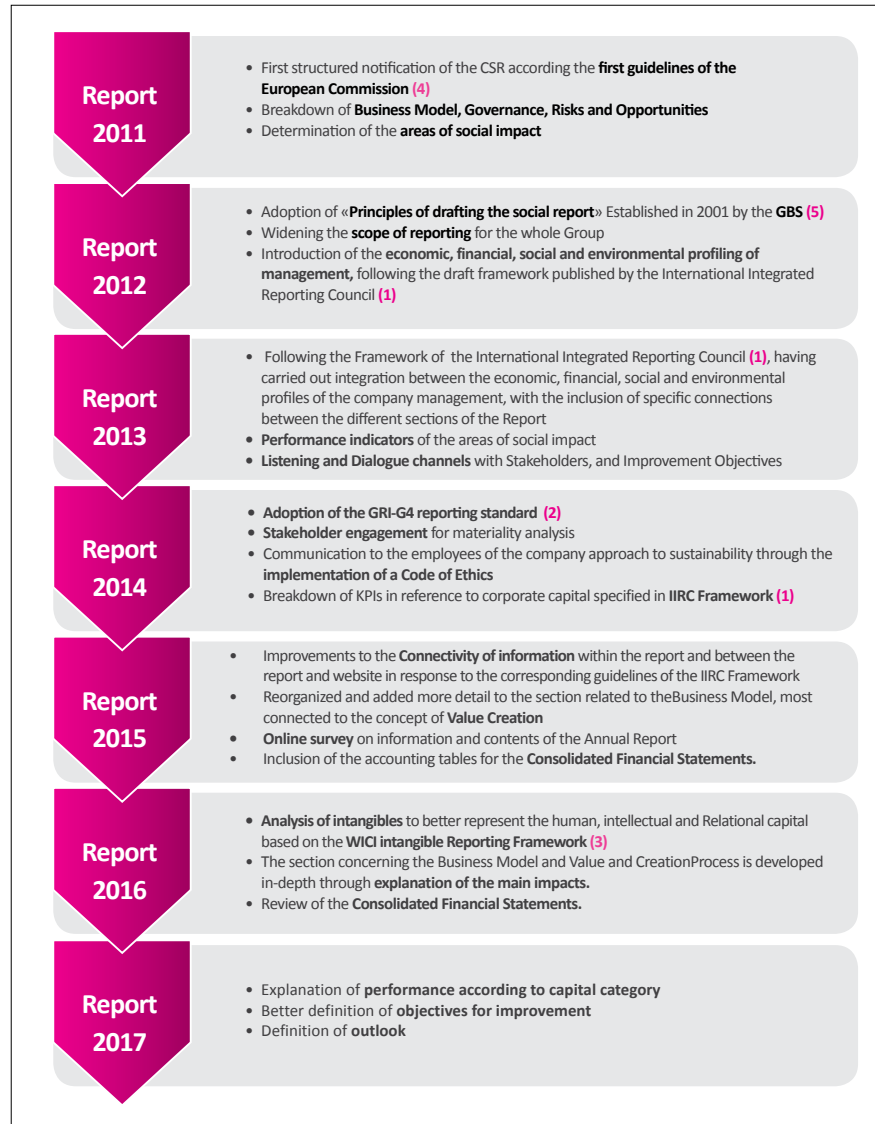 Report
2011
• First structured notification of the CSR according the first guidelines of the
European Commission (4)
• Breakdown of Business Model, Governance, Risks and Opportunities
• Determination of the areas of social impact
Report
2012
• Adoption of «Principles of drafting the social report» Established in 2001 by the GBS (5)
• Widening the scope of reporting for the whole Group
• Introduction of the economic, financial, social and environmental profiling of
management, following the draft framework published by the International Integrated
Reporting Council (1)
Report
2013
• Following the Framework of the International Integrated Reporting Council (1), having
carried out integration between the economic, financial, social and environmental
profiles of the company management, with the inclusion of specific connections
between the different sections of the Report
• Performance indicators of the areas of social impact
• Listening and Dialogue channels with Stakeholders, and Improvement Objectives
Report
2014
• Adoption of the GRI-G4 reporting standard (2)
• Stakeholder engagement for materiality analysis
• Communication to the employees of the company approach to sustainability through the
implementation of a Code of Ethics
• Breakdown of KPIs in reference to corporate capital specified in IIRC Framework (1)
Report
2015
• Improvements to the Connectivity of information within the report and between the
report and website in response to the corresponding guidelines of the IIRC Framework
• Reorganized and added more detail to the section related to theBusiness Model, most
connected to the concept of Value Creation
• Online survey on information and contents of the Annual Report
• Inclusion of the accounting tables for the Consolidated Financial Statements.
Report
2016
• Analysis of intangibles to better represent the human, intellectual and Relational capital
based on the WICI intangible Reporting Framework (3)
• The section concerning the Business Model and Value and CreationProcess is developed
in-depth through explanation of the main impacts.
• Review of the Consolidated Financial Statements.
Report
2017
• Explanation of performance according to capital category
• Better definition of objectives for improvement
• Definition of outlook